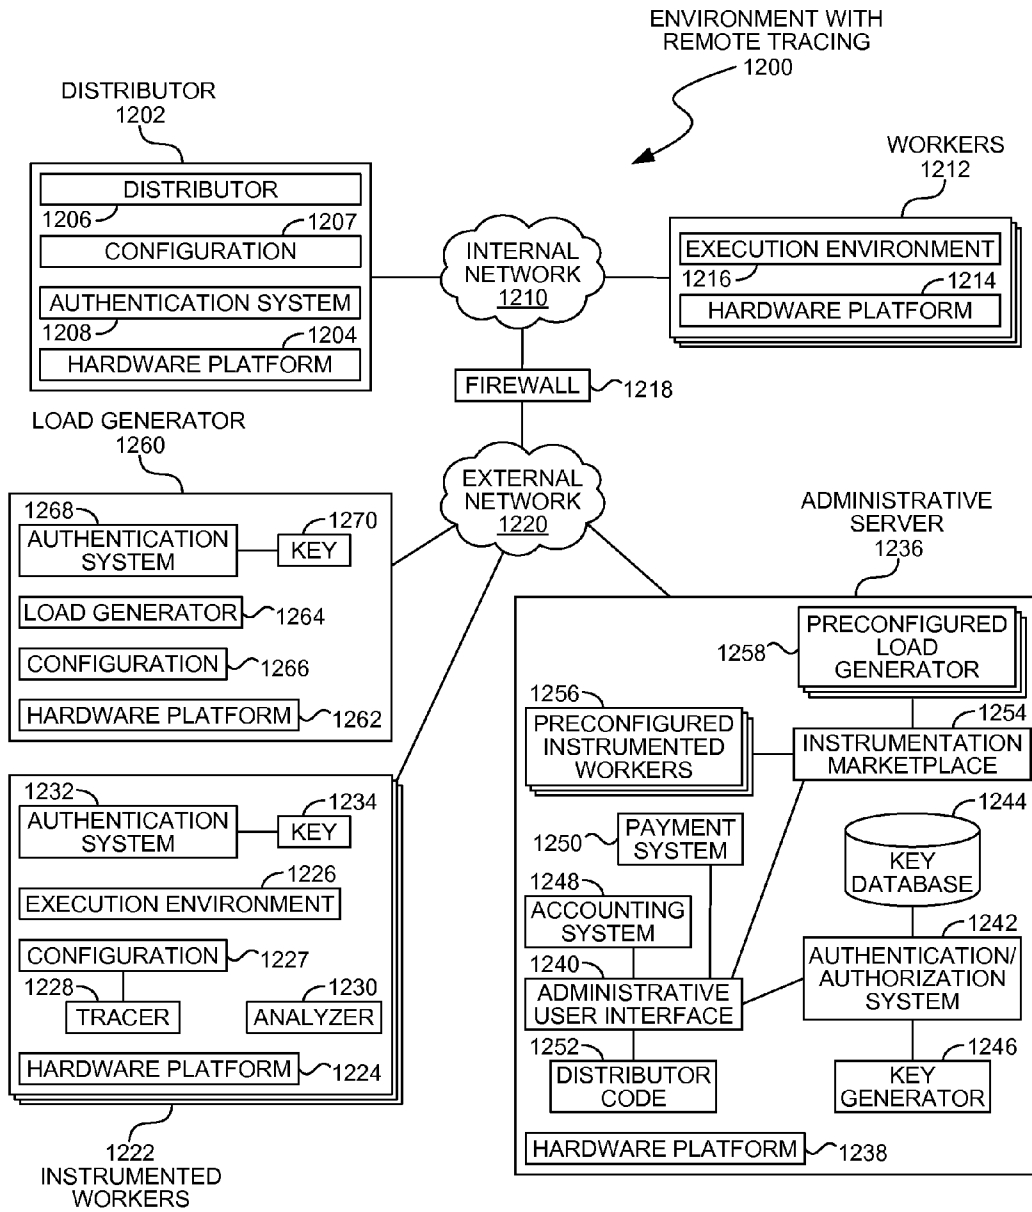 ENVIRONMENT WITH
REMOTE TRACING
1200
DISTRIBUTOR
1202
DISTRIBUTOR
1206
1207
CONFIGURATION
AUTHENTICATION SYSTEM
1208
1204
HARDWARE PLATFORM
INTERNAL
NETWORK
1210
WORKERS
1212
EXECUTION ENVIRONMENT
1216
1214
HARDWARE PLATFORM
FIREWALL
1218
EXTERNAL
NETWORK
1220
LOAD GENERATOR
1260
1268
AUTHENTICATION
SYSTEM
1270
KEY
LOAD GENERATOR
1264
CONFIGURATION
1266
HARDWARE PLATFORM
1262
1232
AUTHENTICATION
SYSTEM
1234
KEY
1226
EXECUTION ENVIRONMENT
CONFIGURATION
1227
1228
TRACER
1230
ANALYZER
HARDWARE PLATFORM
1224
1222
INSTRUMENTED
WORKERS
ADMINISTRATIVE
SERVER
1236
PRECONFIGURED
LOAD
GENERATOR
1258
1256
PRECONFIGURED
INSTRUMENTED
WORKERS
1254
INSTRUMENTATION
MARKETPLACE
1250
PAYMENT
SYSTEM
1244
KEY
DATABASE
1248
ACCOUNTING
SYSTEM
1242
AUTHENTICATION/
AUTHORIZATION
SYSTEM
1240
ADMINISTRATIVE
USER INTERFACE
1252
DISTRIBUTOR
CODE
1246
KEY
GENERATOR
HARDWARE PLATFORM
1238